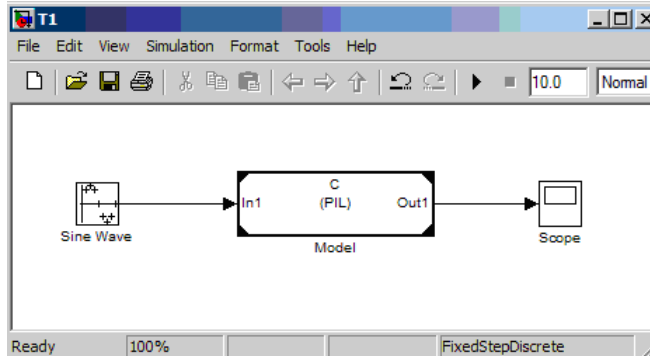 T1
File Edit View Simulation Format Tools Help
10.0 Normal
C
In1 (PIL) Out1
Sine Wave
Model
Scope
Ready 100% FixedStepDiscrete